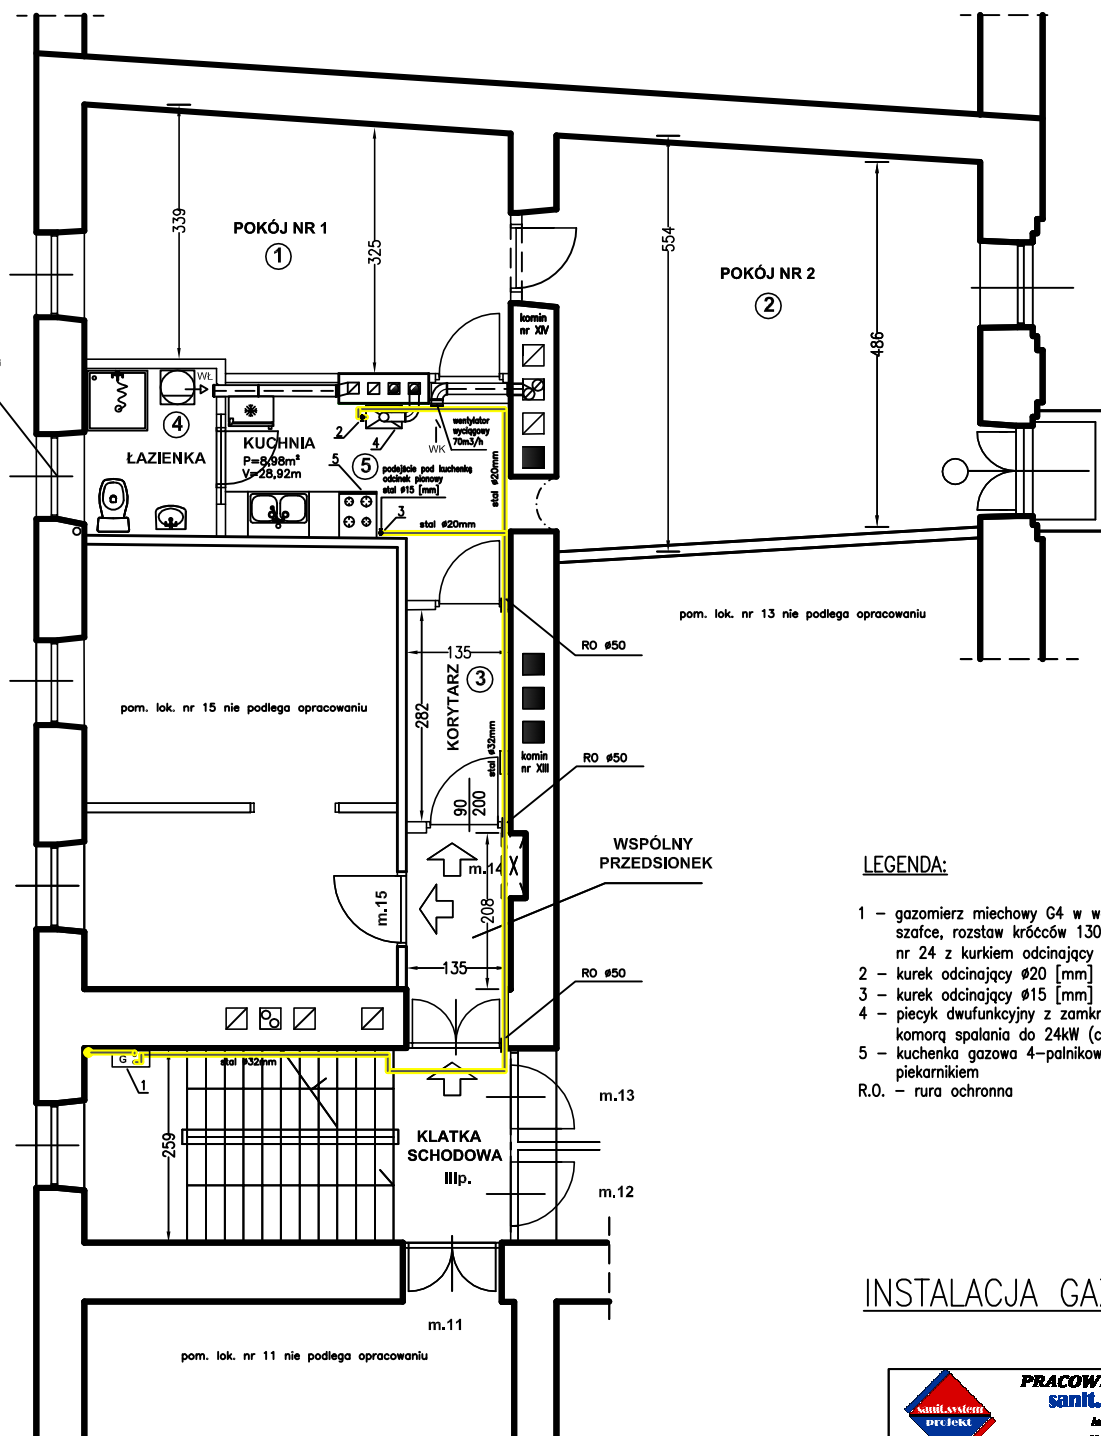 POKÓJ NR 1
1
339
325
POKÓJ NR 2
2
554
486
komin
nr XIV
WŁ
4
ŁAZIENKA
KUCHNIA
P=8,98m²
V=28,92m
2
4
5
5
wentylator
wyciągowy
70m3/h
WK
podejście pod kuchenkę
odcinek pionowy
stal ø15 [mm]
3
stal ø20mm
stal ø20mm
pom. lok. nr 13 nie podlega opracowaniu
RO ø50
135
KORYTARZ
3
282
stal ø32mm
pom. lok. nr 15 nie podlega opracowaniu
komin
nr XIII
RO ø50
90
200
WSPÓLNY
PRZEDSIONEK
m.14
m.15
208
135
RO ø50
LEGENDA:
1 – gazomierz miechowy G4 w w
szafce, rozstaw króćców 130
nr 24 z kurkiem odcinający
2 – kurek odcinający ø20 [mm]
3 – kurek odcinający ø15 [mm]
4 – piecyk dwufunkcyjny z zamkr
komorą spalania do 24kW (c
5 – kuchenka gazowa 4–palnikow
piekarnikiem
R.O. – rura ochronna
G
1
stal ø32mm
259
KLATKA
SCHODOWA
IIIp.
m.13
m.12
m.11
pom. lok. nr 11 nie podlega opracowaniu
INSTALACJA GA
sanit.system
projekt
PRACOW
sanit.